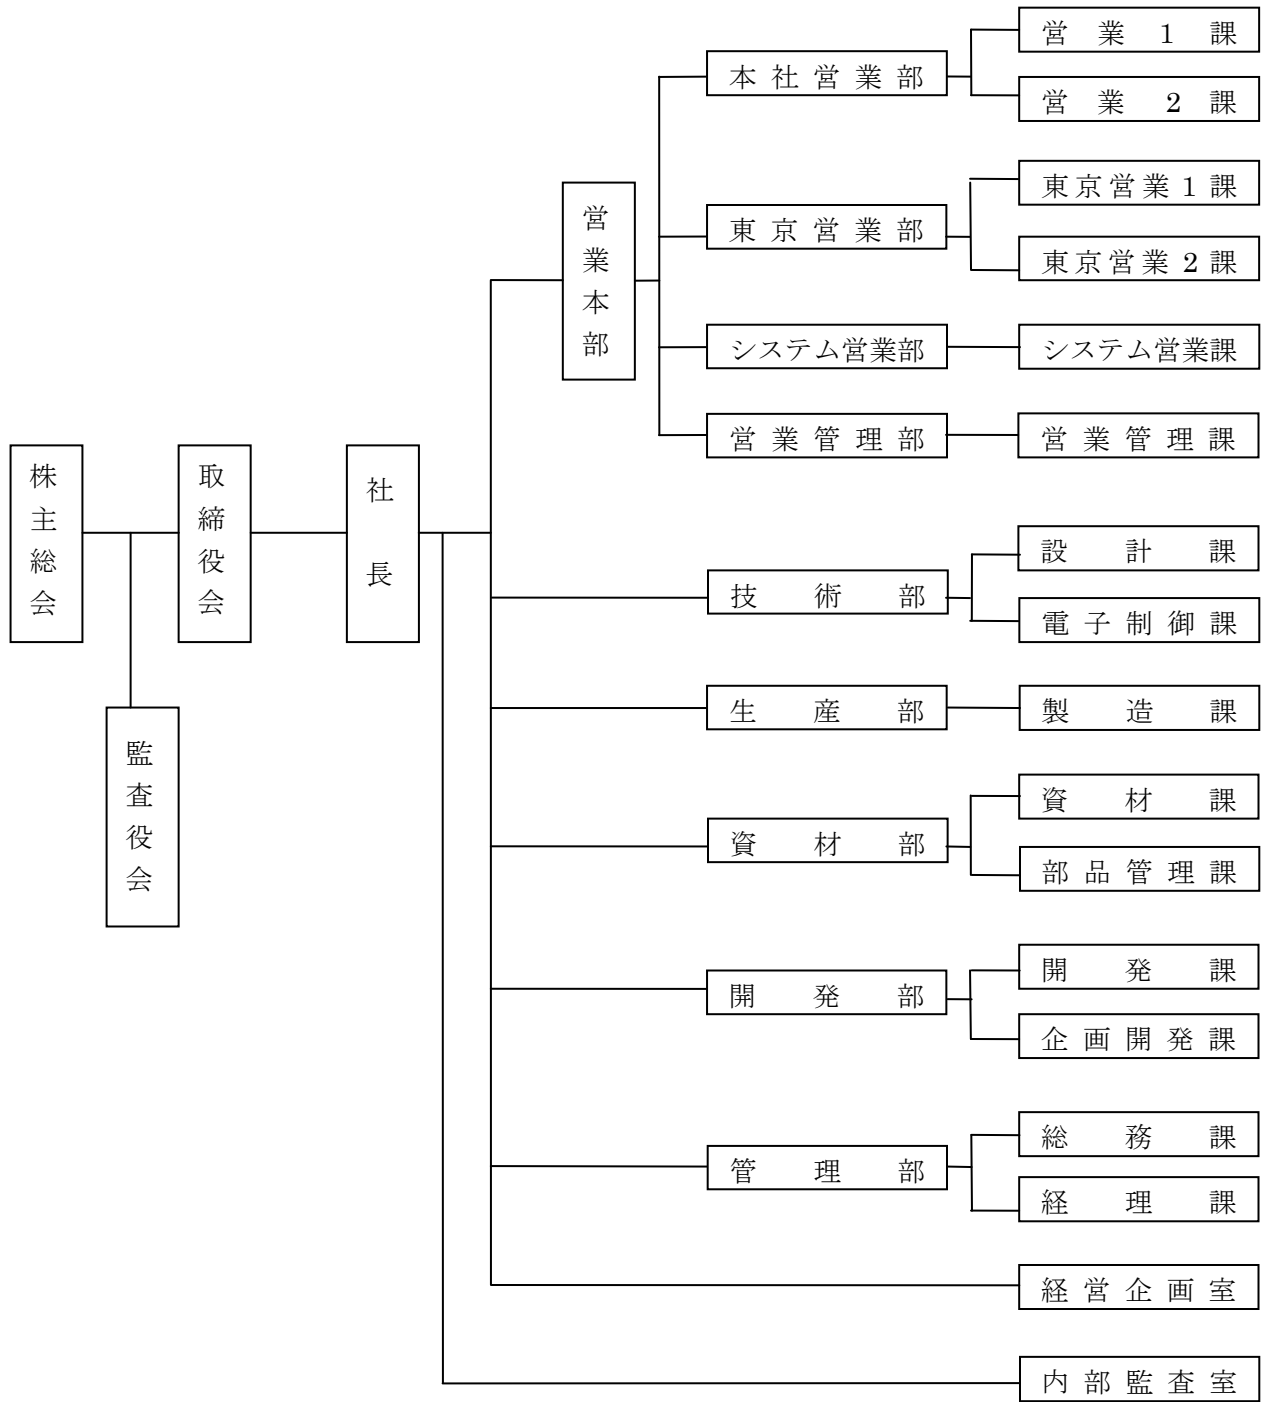 株主総会
取締役会
監査役会
社長
営業本部
本社営業部
営業1課
営業2課
東京営業部
東京営業1課
東京営業2課
システム営業部
システム営業課
営業管理部
営業管理課
技術部
設計課
電子制御課
生産部
製造課
資材部
資材課
部品管理課
開発部
開発課
企画開発課
管理部
総務課
経理課
経営企画室
内部監査室